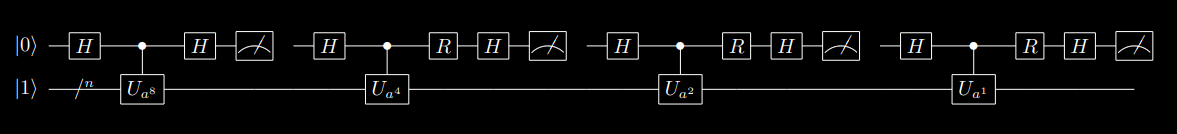 |0⟩ H H H R H H R H H R H
|1⟩ /ⁿ U_{a^8} U_{a^4} U_{a^2} U_{a^1}